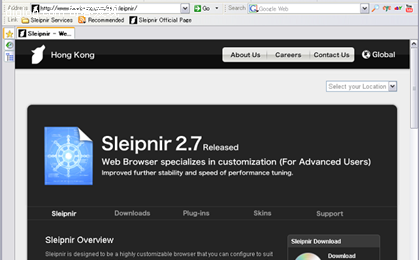 Address http://www. /sleipnir/ Go Search Google Web
Link Sleipnir Services Recommended Sleipnir Official Page
Sleipnir - We...
Hong Kong About Us Careers Contact Us Global
Select your Location
Sleipnir 2.7 Released
Web Browser specializes in customization (For Advanced Users)
Improved further stability and speed of performance tuning.
Sleipnir Downloads Plug-ins Skins Support
Sleipnir Overview Sleipnir Download
Sleipnir is designed to be a highly customizable browser that you can configure to suit Download